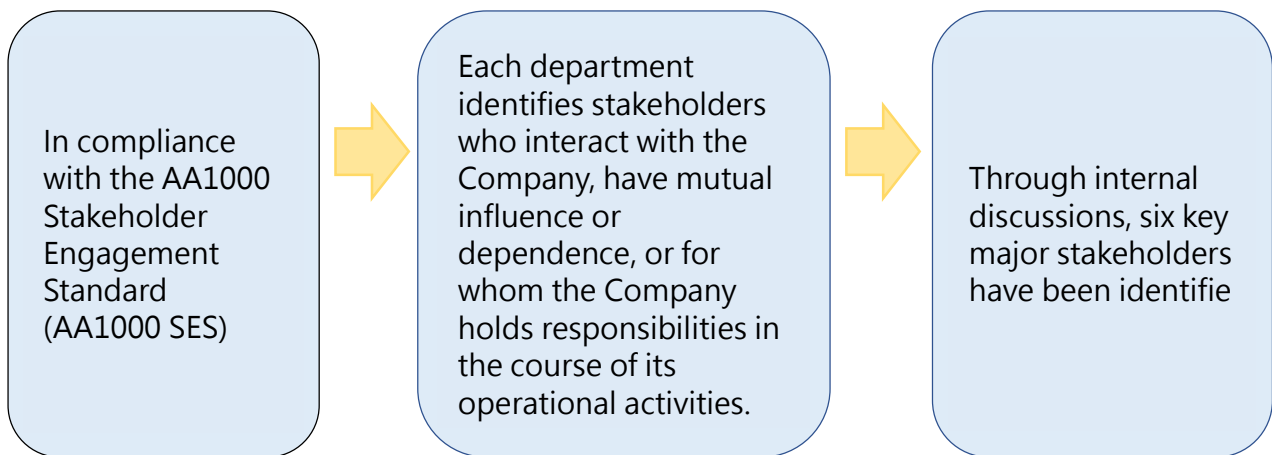 In compliance
with the AA1000
Stakeholder
Engagement
Standard
(AA1000 SES)
Each department
identifies stakeholders
who interact with the
Company, have mutual
influence or
dependence, or for
whom the Company
holds responsibilities in
the course of its
operational activities.
Through internal
discussions, six key
major stakeholders
have been identifie